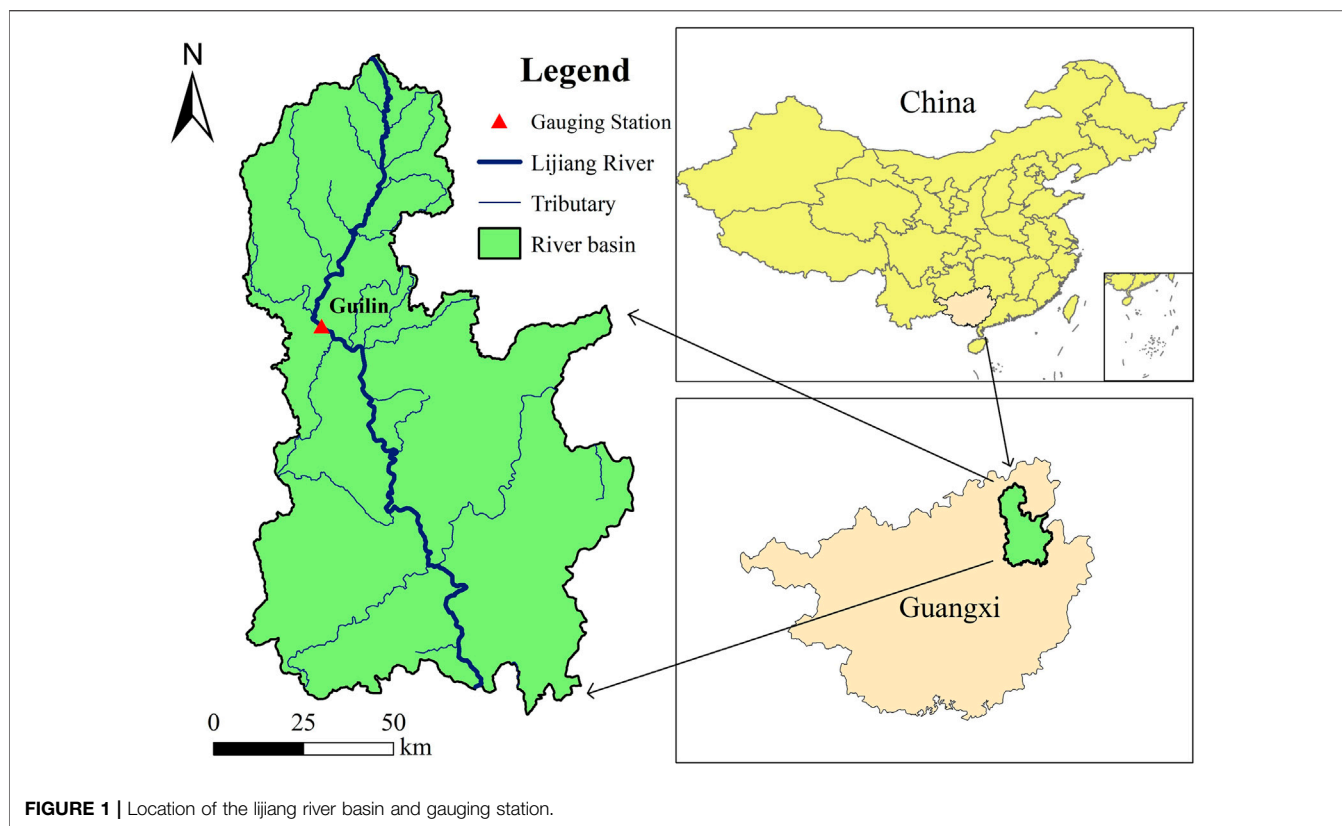 N
Legend
Gauging Station
Lijiang River
Tributary
River basin
Guilin
0 25 50
km
China
Guangxi
FIGURE 1 | Location of the lijiang river basin and gauging station.